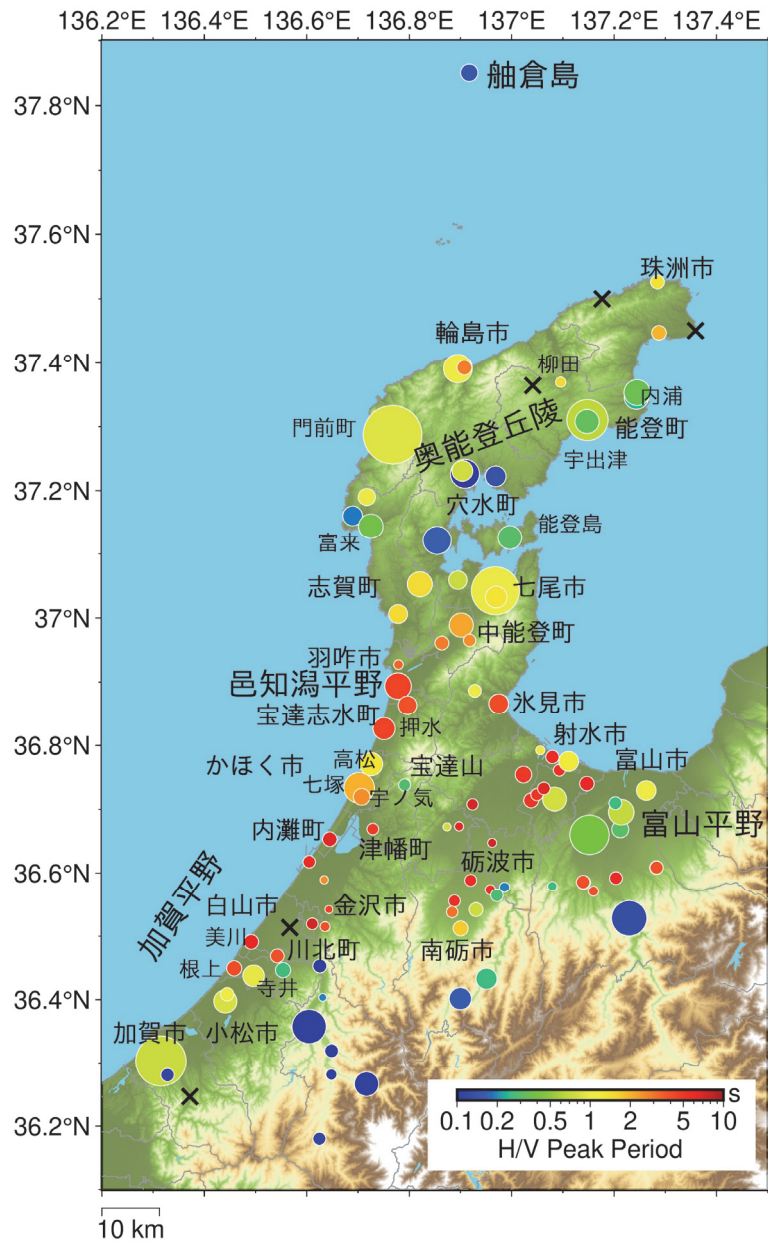 136.2°E 136.4°E 136.6°E 136.8°E 137°E 137.2°E 137.4°E
舳倉島
37.8°N
37.6°N
珠洲市
輪島市
37.4°N
柳田
内浦
門前町
奥能登丘陵
能登町
宇出津
37.2°N
穴水町
能登島
富来
志賀町
七尾市
37°N
中能登町
羽咋市
邑知潟平野
氷見市
宝達志水町
押水
射水市
36.8°N
高松
かほく市
宝達山
富山市
七塚
宇ノ気
内灘町
富山平野
津幡町
砺波市
36.6°N
加賀平野
白山市
金沢市
美川
川北町
南砺市
根上
寺井
36.4°N
加賀市
小松市
36.2°N
S
0.1 0.2 0.5 1 2 5 10
H/V Peak Period
10 km